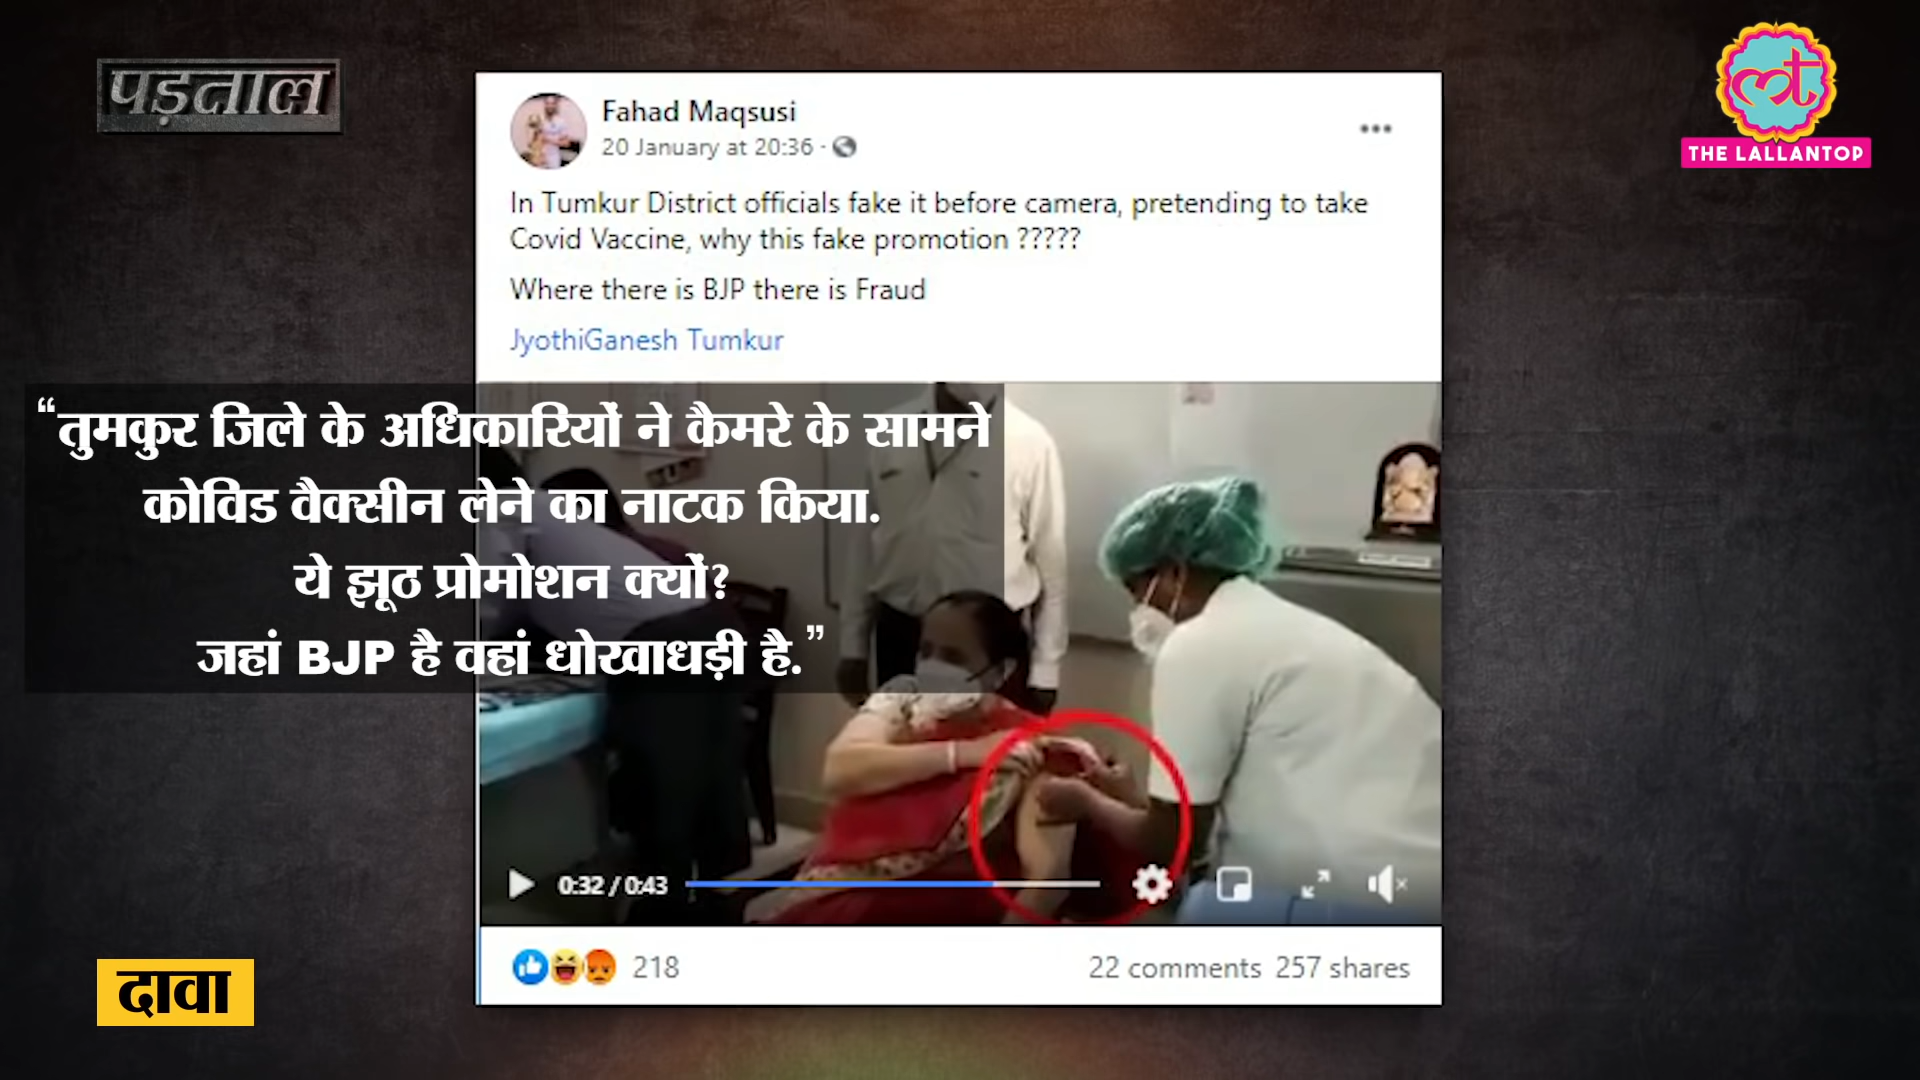 पड़ताल
THE LALLANTOP
Fahad Maqsusi
20 January at 20:36 ·
In Tumkur District officials fake it before camera, pretending to take
Covid Vaccine, why this fake promotion ?????
Where there is BJP there is Fraud
JyothiGanesh Tumkur
“तुमकुर जिले के अधिकारियों ने कैमरे के सामने
कोविड वैक्सीन लेने का नाटक किया.
ये झूठ प्रोमोशन क्यों?
जहां BJP है वहां धोखाधड़ी है.”
0:32 / 0:43
218
22 comments 257 shares
दावा